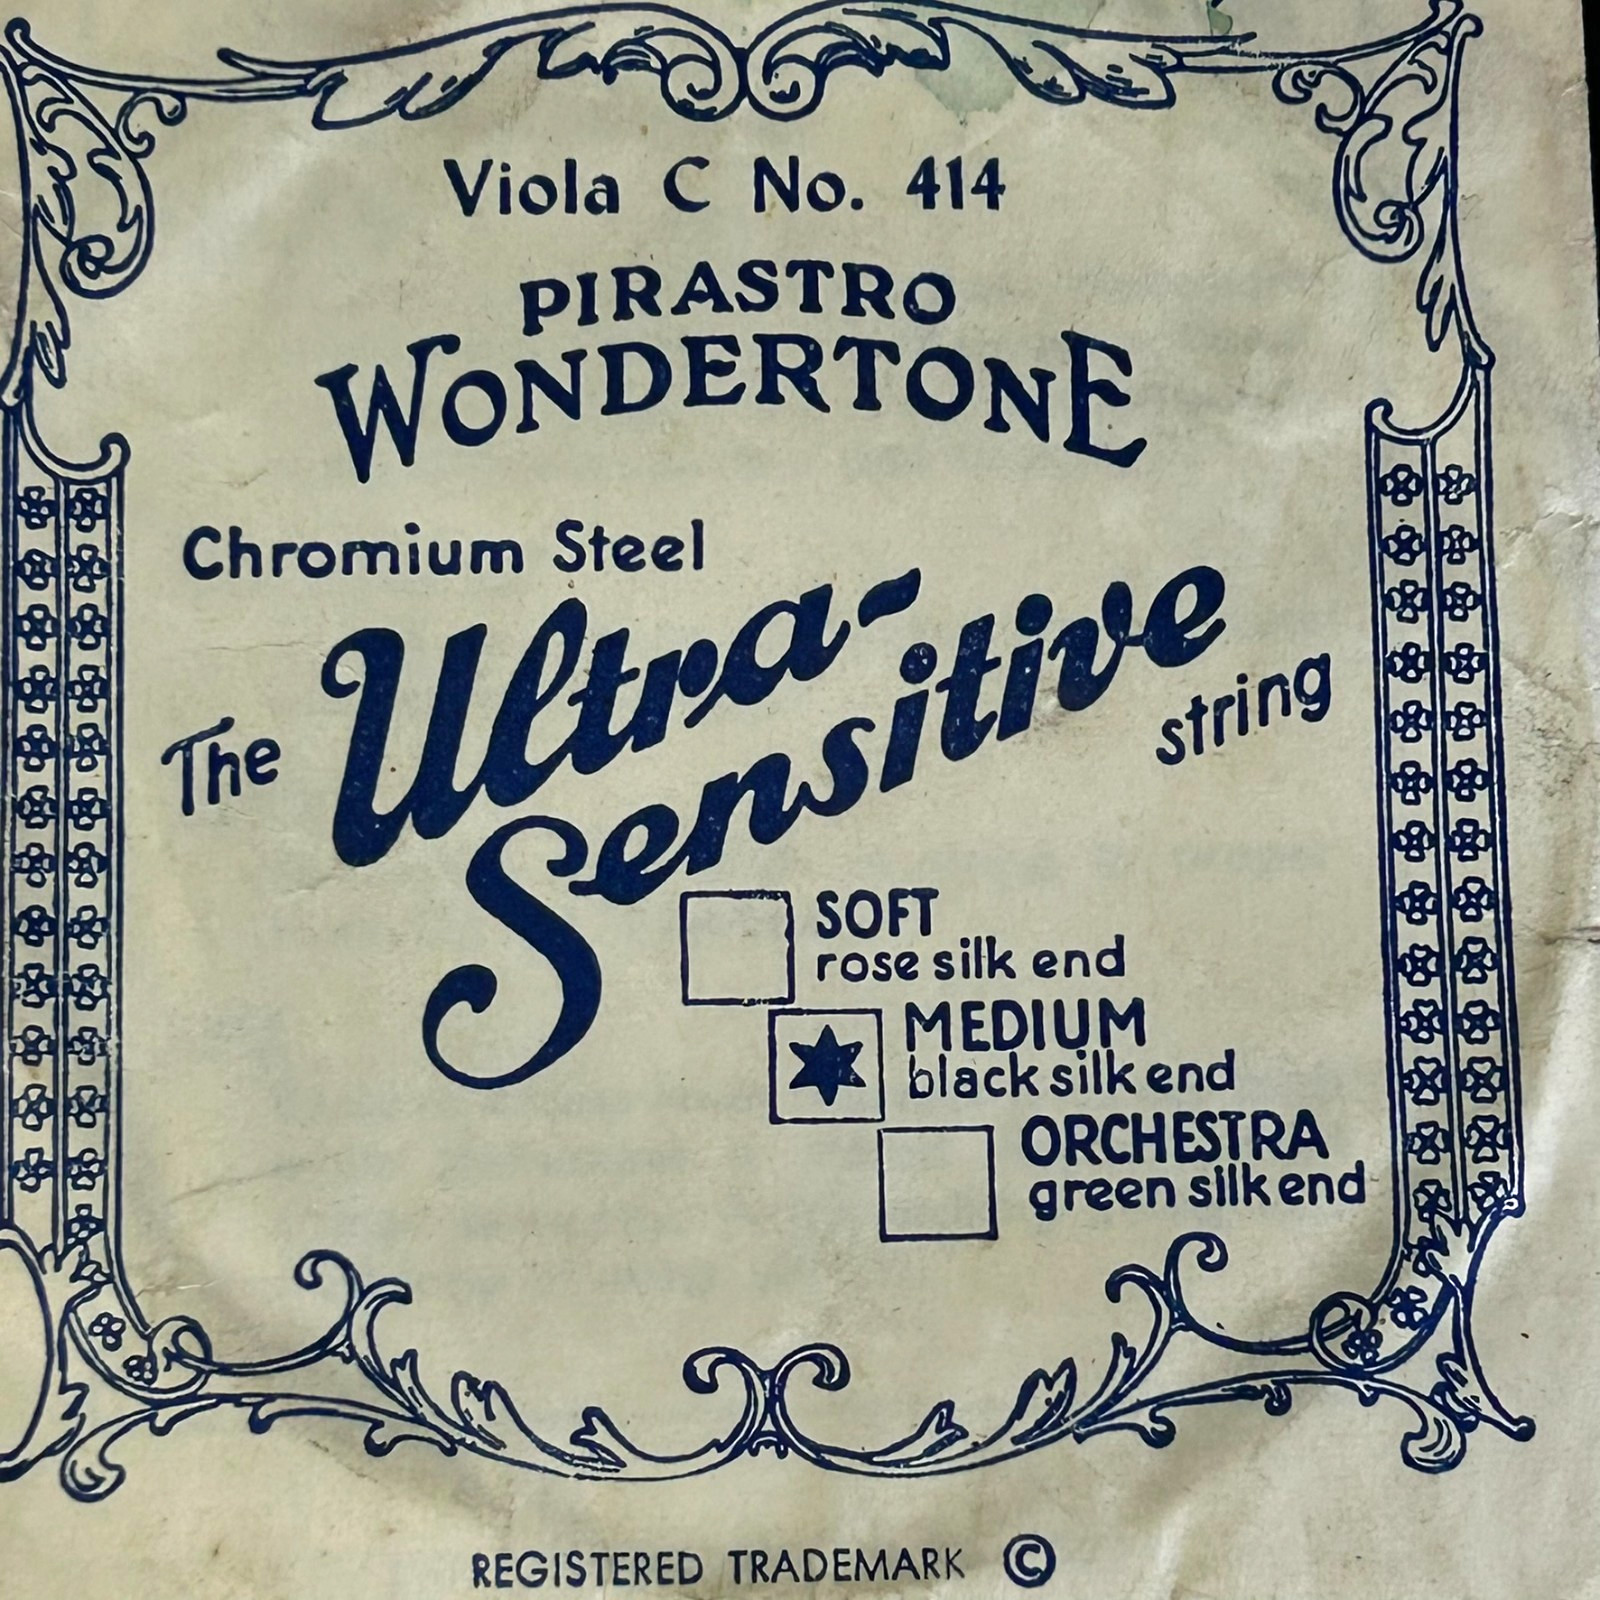 Viola C No. 414
PIRASTRO
WONDERTONE
Chromium Steel
The Ultra-
Sensitive string
SOFT
rose silk end
MEDIUM
black silk end
ORCHESTRA
green silk end
REGISTERED TRADEMARK ©